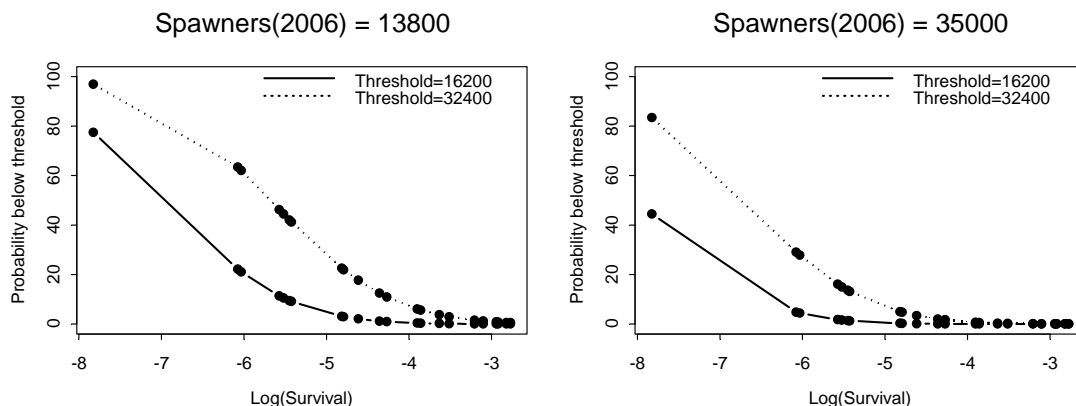 Spawners(2006) = 13800
Probability below threshold
0 20 40 60 80 100
Threshold=16200
Threshold=32400
-8 -7 -6 -5 -4 -3
Log(Survival)
Spawners(2006) = 35000
Probability below threshold
0 20 40 60 80 100
Threshold=16200
Threshold=32400
-8 -7 -6 -5 -4 -3
Log(Survival)